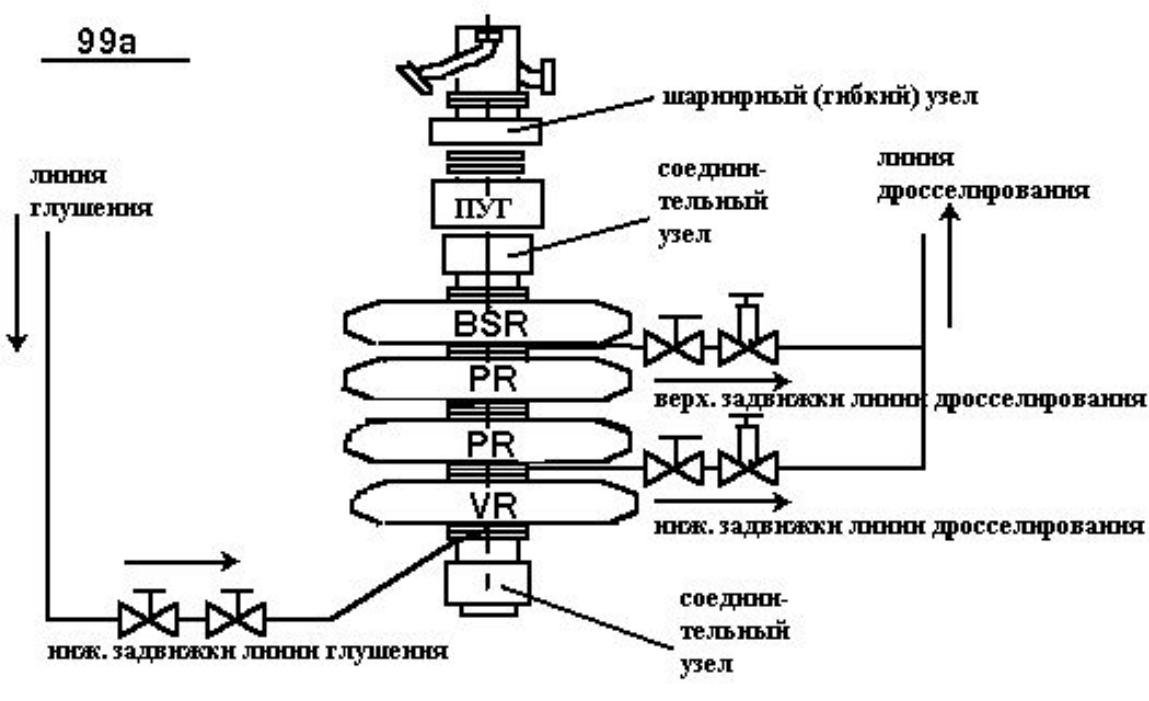 99а
шарнирный (гибкий) узел
линия
глушения
соедини-
тельный
узел
линия
дросселирования
ПУГ
BSR
PR
верх. задвижки линии дросселирования
PR
VR
ниж. задвижки линии дросселирования
соедини-
тельный
узел
ниж. задвижки линии глушения